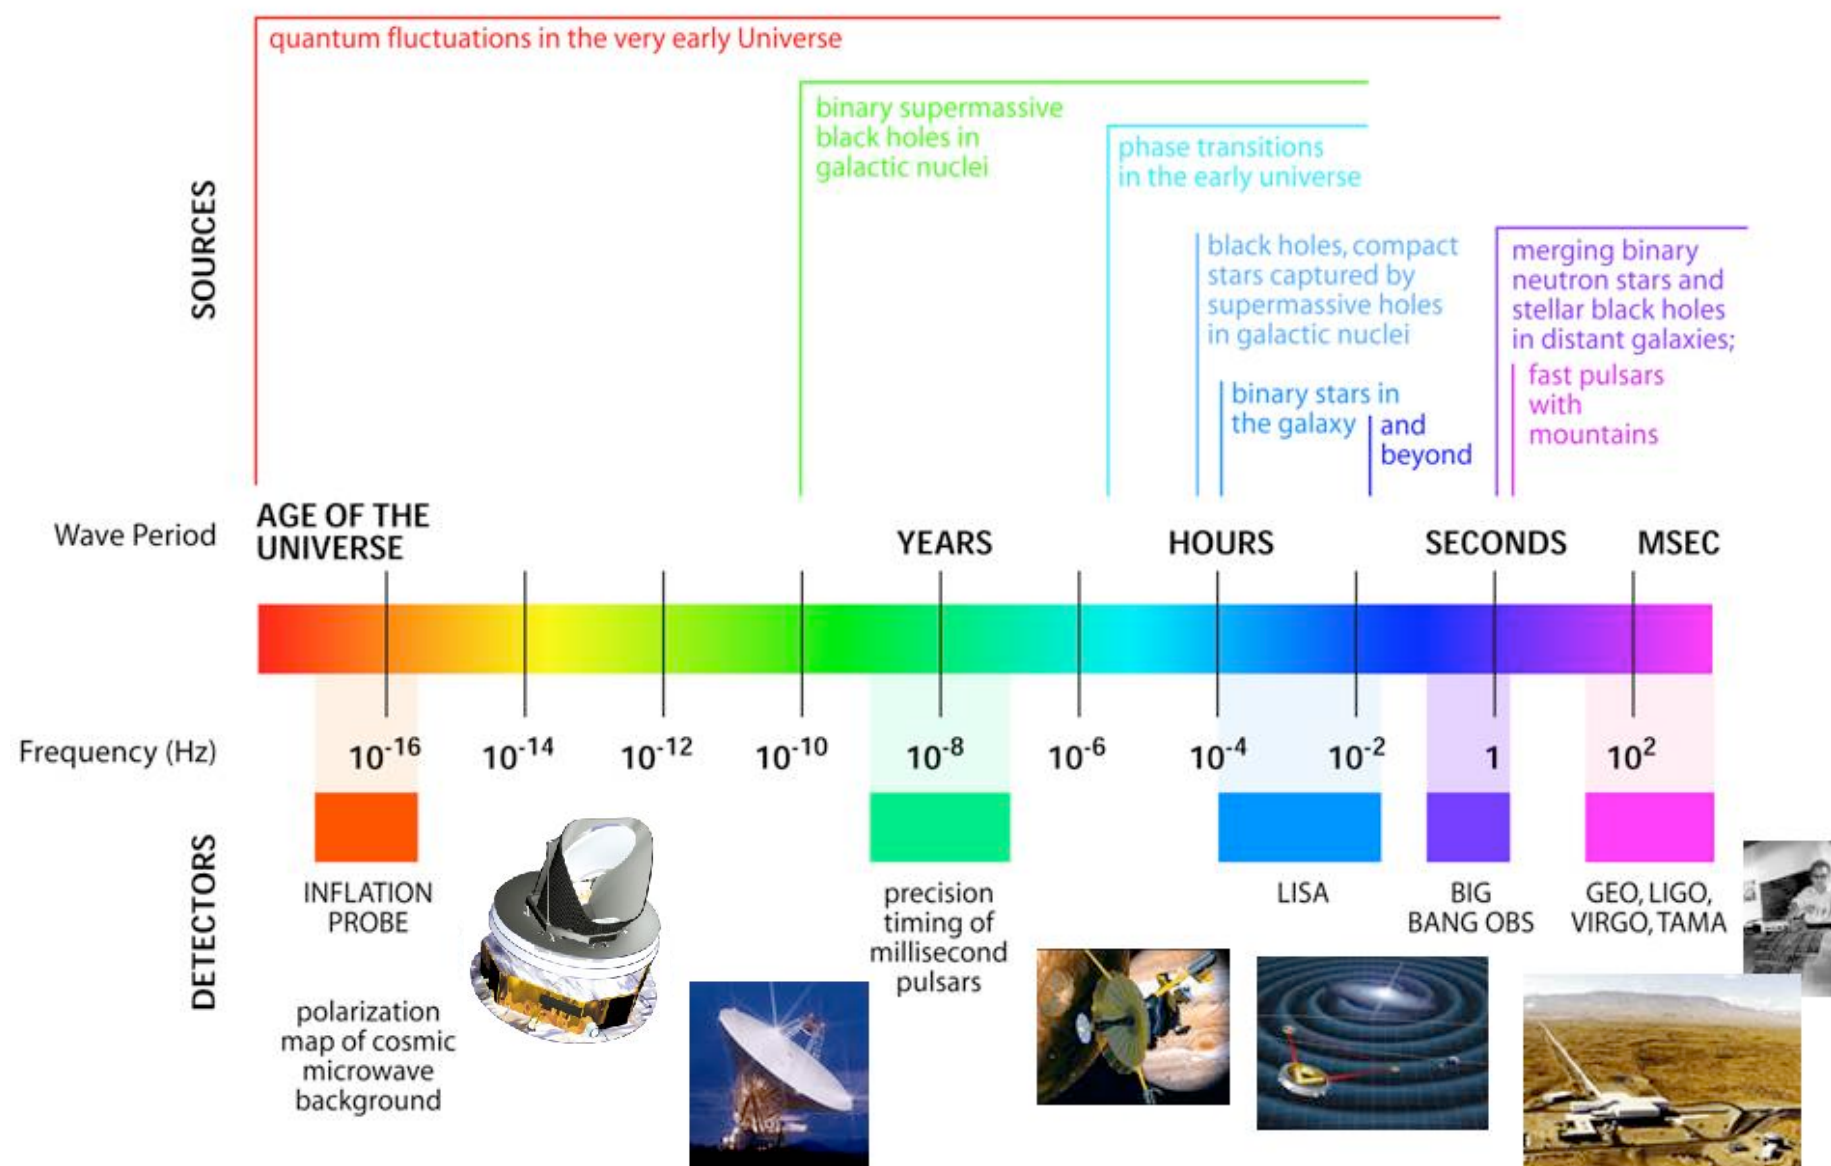 quantum fluctuations in the very early Universe
binary supermassive
black holes in
galactic nuclei
phase transitions
in the early universe
black holes, compact
stars captured by
supermassive holes
in galactic nuclei
merging binary
neutron stars and
stellar black holes
in distant galaxies;
binary stars in
the galaxy
and
beyond
fast pulsars
with
mountains
SOURCES
Wave Period
AGE OF THE
UNIVERSE
YEARS
HOURS
SECONDS
MSEC
Frequency (Hz)
10⁻¹⁶
10⁻¹⁴
10⁻¹²
10⁻¹⁰
10⁻⁸
10⁻⁶
10⁻⁴
10⁻²
1
10²
DETECTORS
INFLATION
PROBE
polarization
map of cosmic
microwave
background
precision
timing of
millisecond
pulsars
LISA
BIG
BANG OBS
GEO, LIGO,
VIRGO, TAMA